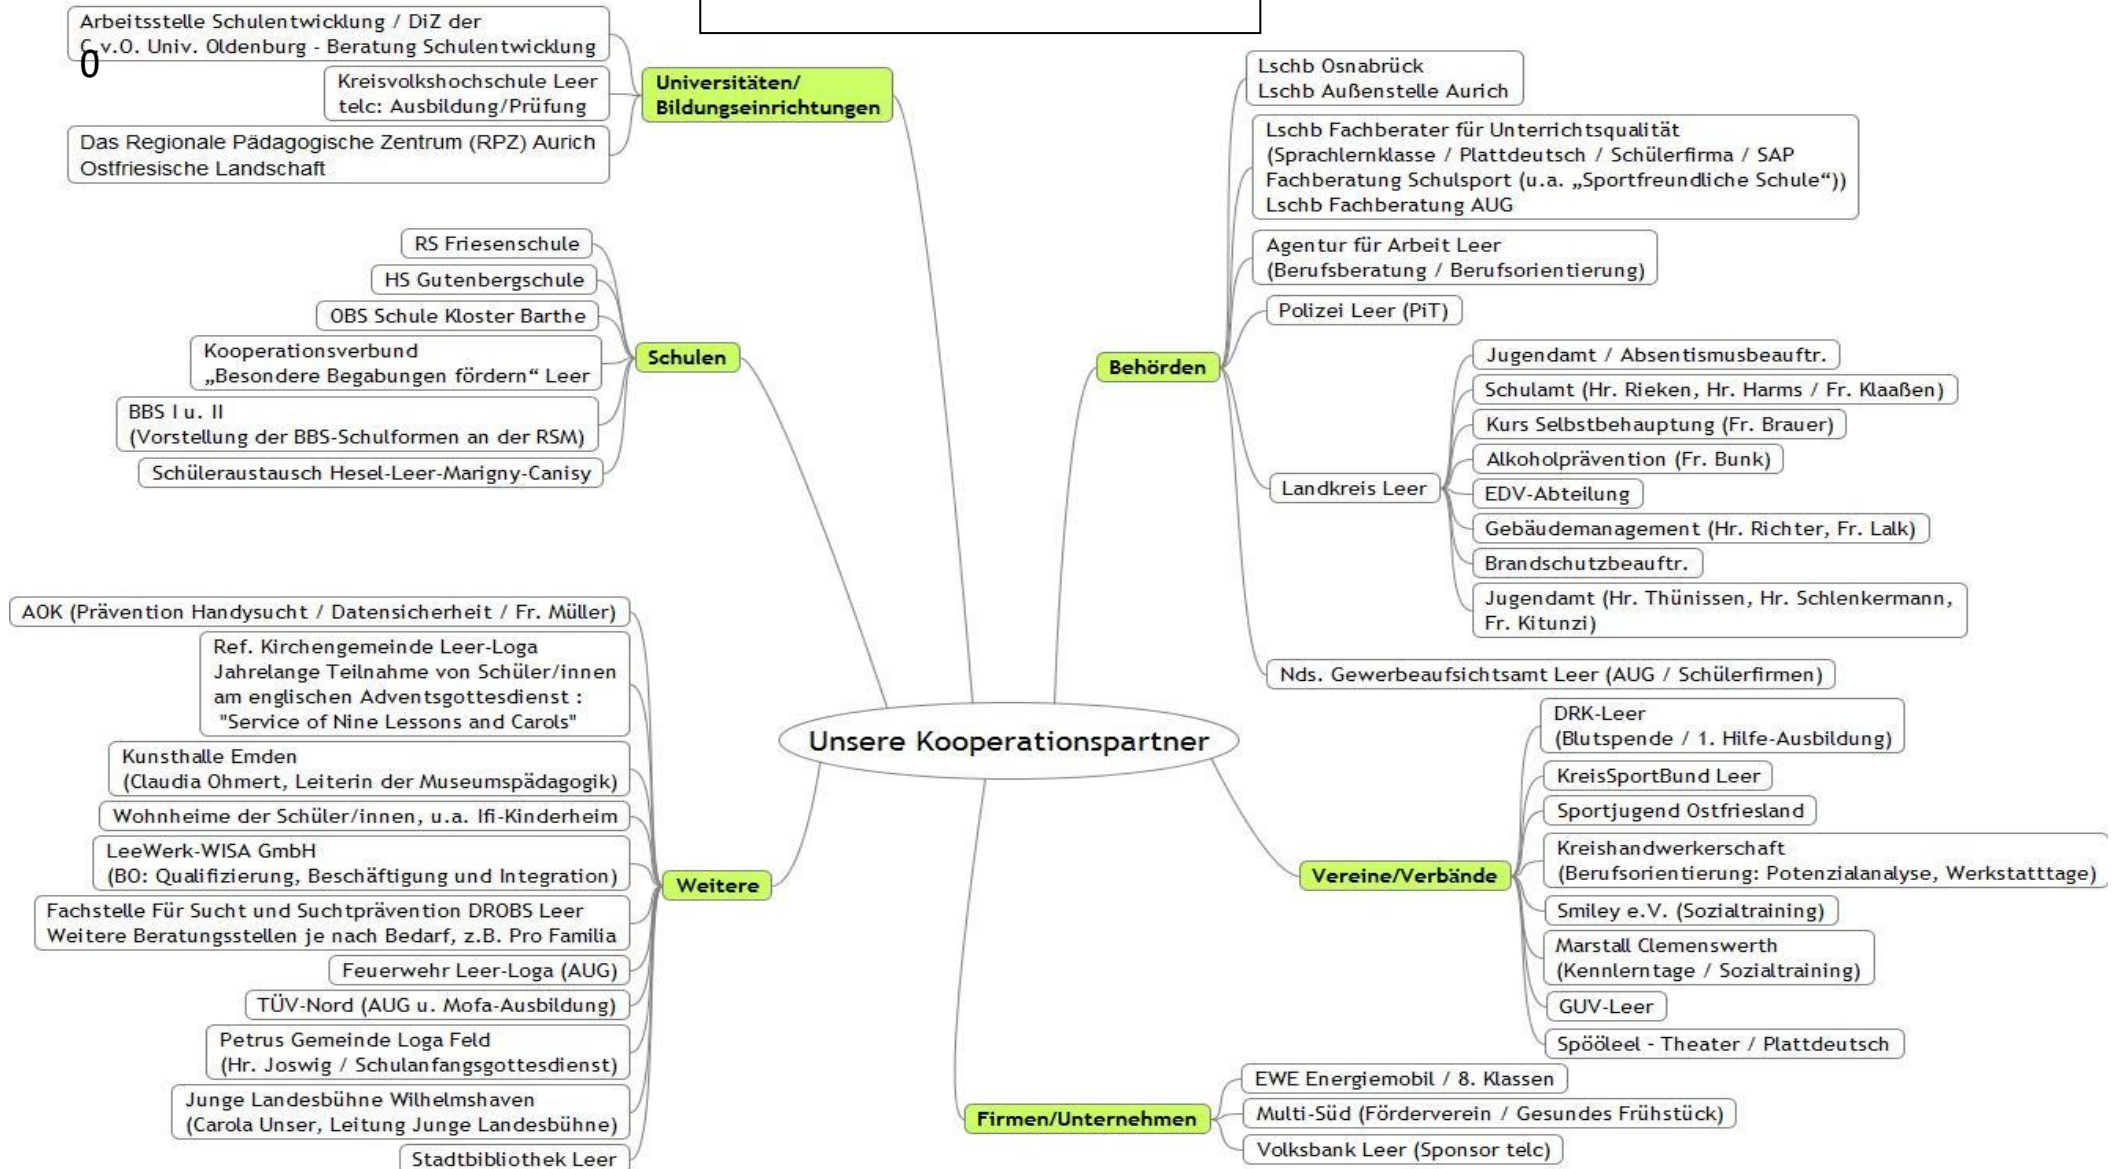 Arbeitsstelle Schulentwicklung / DiZ der
C.v.O. Univ. Oldenburg - Beratung Schulentwicklung
0
Kreisvolkshochschule Leer
telc: Ausbildung/Prüfung
Das Regionale Pädagogische Zentrum (RPZ) Aurich
Ostfriesische Landschaft
Universitäten/
Bildungseinrichtungen
RS Friesenschule
HS Gutenbergschule
OBS Schule Kloster Barthe
Kooperationsverbund
„Besondere Begabungen fördern“ Leer
BBS I u. II
(Vorstellung der BBS-Schulformen an der RSM)
Schüleraustausch Hesel-Leer-Marigny-Canisy
Schulen
AOK (Prävention Handysucht / Datensicherheit / Fr. Müller)
Ref. Kirchengemeinde Leer-Loga
Jahrelange Teilnahme von Schüler/innen
am englischen Adventsgottesdienst :
"Service of Nine Lessons and Carols"
Kunsthalle Emden
(Claudia Ohmert, Leiterin der Museumspädagogik)
Wohnheime der Schüler/innen, u.a. Ifi-Kinderheim
LeeWerk-WISA GmbH
(BO: Qualifizierung, Beschäftigung und Integration)
Fachstelle Für Sucht und Suchtprävention DROBS Leer
Weitere Beratungsstellen je nach Bedarf, z.B. Pro Familia
Feuerwehr Leer-Loga (AUG)
TÜV-Nord (AUG u. Mofa-Ausbildung)
Petrus Gemeinde Loga Feld
(Hr. Joswig / Schulanfangsgottesdienst)
Junge Landesbühne Wilhelmshaven
(Carola Unser, Leitung Junge Landesbühne)
Stadtbibliothek Leer
Weitere
Unsere Kooperationspartner
Behörden
Lschb Osnabrück
Lschb Außenstelle Aurich
Lschb Fachberater für Unterrichtsqualität
(Sprachlernklasse / Plattdeutsch / Schülerfirma / SAP
Fachberatung Schulsport (u.a. „Sportfreundliche Schule“))
Lschb Fachberatung AUG
Agentur für Arbeit Leer
(Berufsberatung / Berufsorientierung)
Polizei Leer (PiT)
Landkreis Leer
Jugendamt / Absentismusbeauftr.
Schulamt (Hr. Rieken, Hr. Harms / Fr. Klaaßen)
Kurs Selbstbehauptung (Fr. Brauer)
Alkoholprävention (Fr. Bunk)
EDV-Abteilung
Gebäudemanagement (Hr. Richter, Fr. Lalk)
Brandschutzbeauftr.
Jugendamt (Hr. Thünissen, Hr. Schlenkermann,
Fr. Kitunzi)
Nds. Gewerbeaufsichtsamt Leer (AUG / Schülerfirmen)
Vereine/Verbände
DRK-Leer
(Blutspende / 1. Hilfe-Ausbildung)
KreisSportBund Leer
Sportjugend Ostfriesland
Kreishandwerkerschaft
(Berufsorientierung: Potenzialanalyse, Werkstatttage)
Smiley e.V. (Sozialtraining)
Marstall Clemenswerth
(Kennlerntage / Sozialtraining)
GUV-Leer
Spööleel - Theater / Plattdeutsch
Firmen/Unternehmen
EWE Energiemobil / 8. Klassen
Multi-Süd (Förderverein / Gesundes Frühstück)
Volksbank Leer (Sponsor telc)